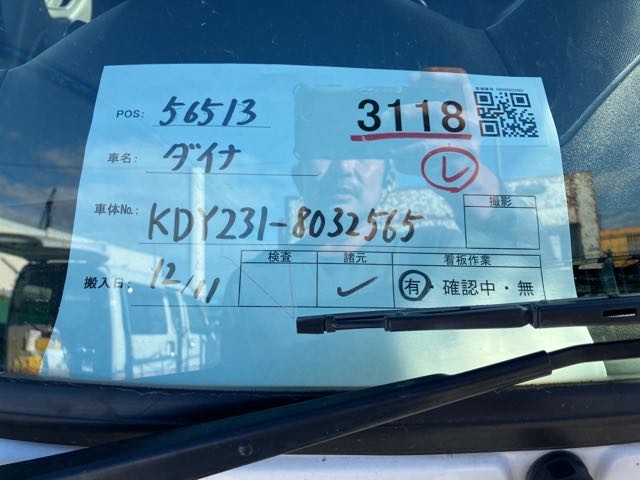 POS: 56513
3118
車名: ダイナ
レ
車体No.: KDY231-8032565
撮影
搬入日: 12/11
検査 諸元 看板作業
✓ 有・確認中・無